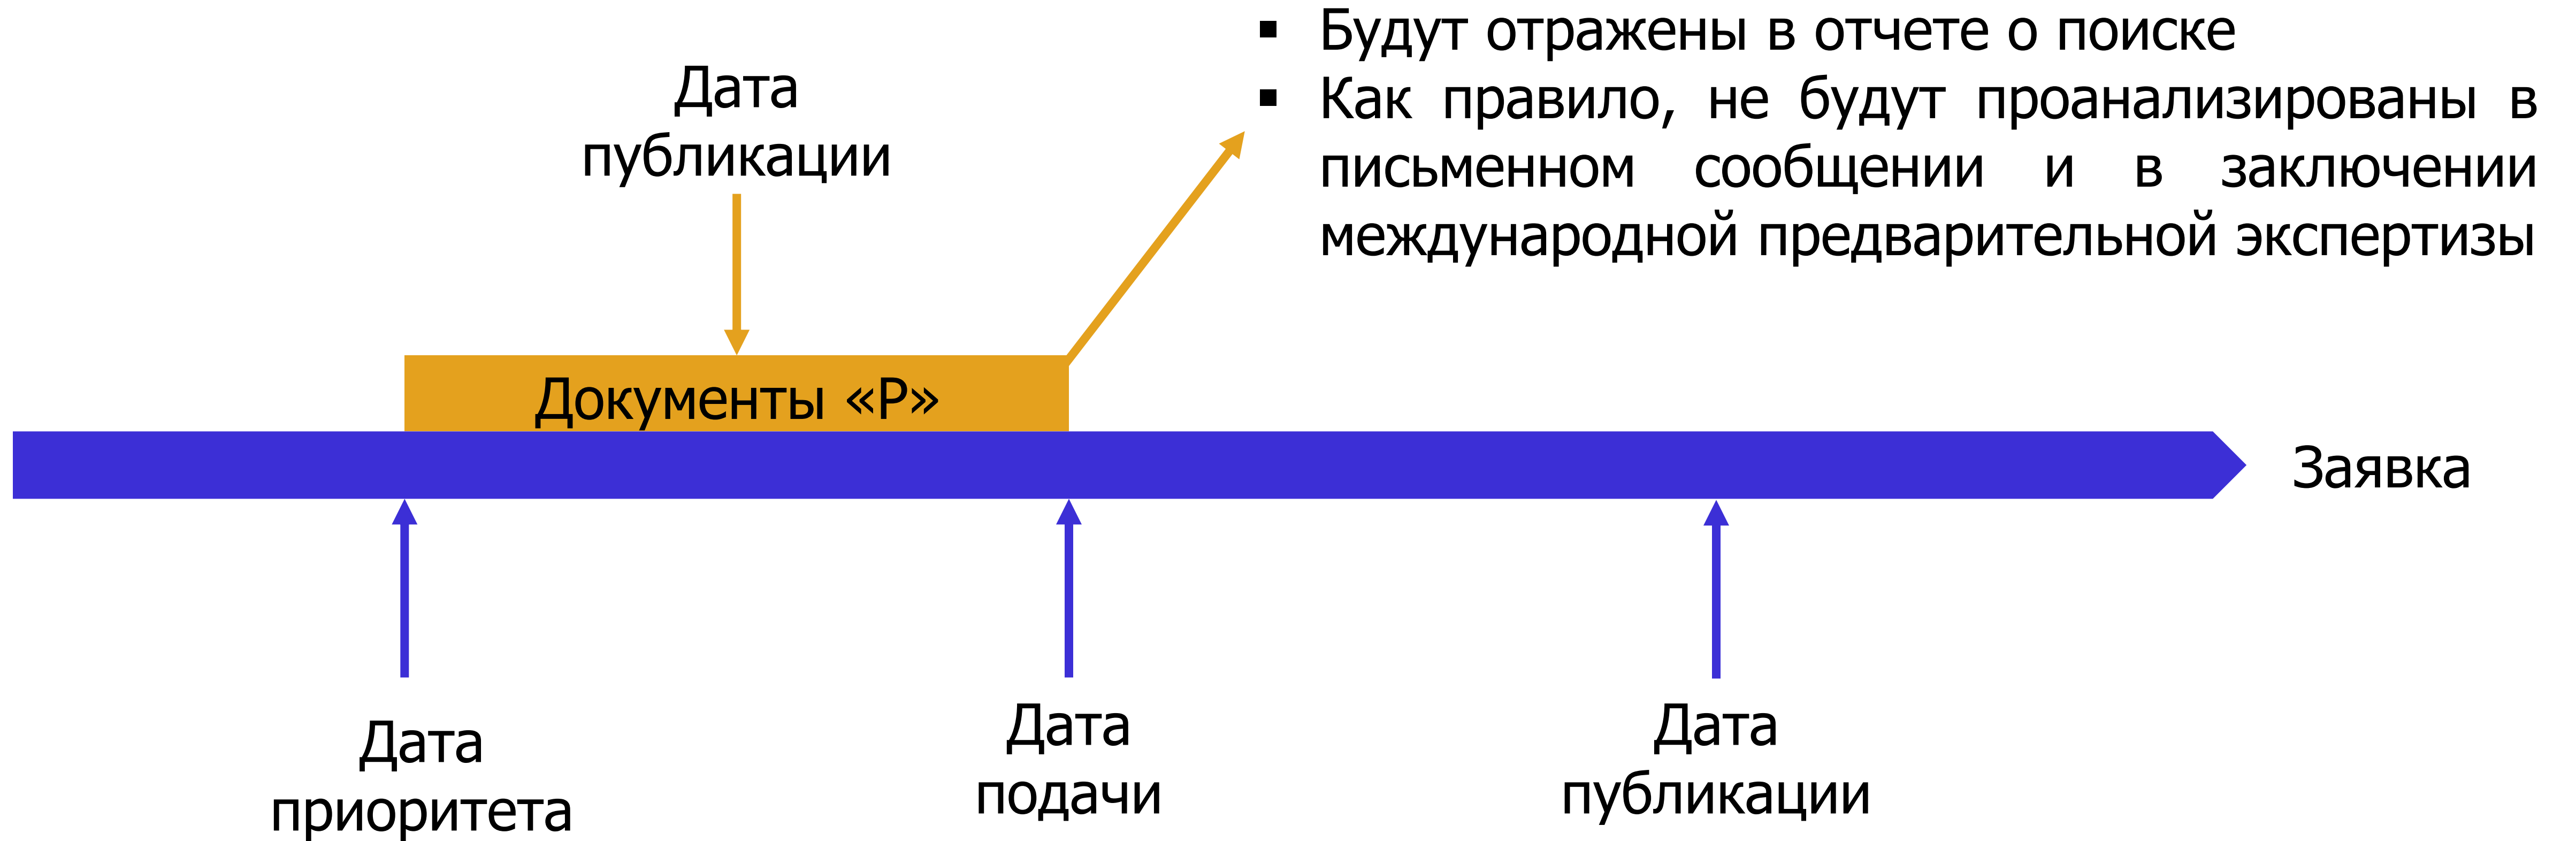 ▪ Будут отражены в отчете о поиске
▪ Как правило, не будут проанализированы в
письменном сообщении и в заключении
международной предварительной экспертизы
Дата
публикации
Документы «Р»
Заявка
Дата
приоритета
Дата
подачи
Дата
публикации